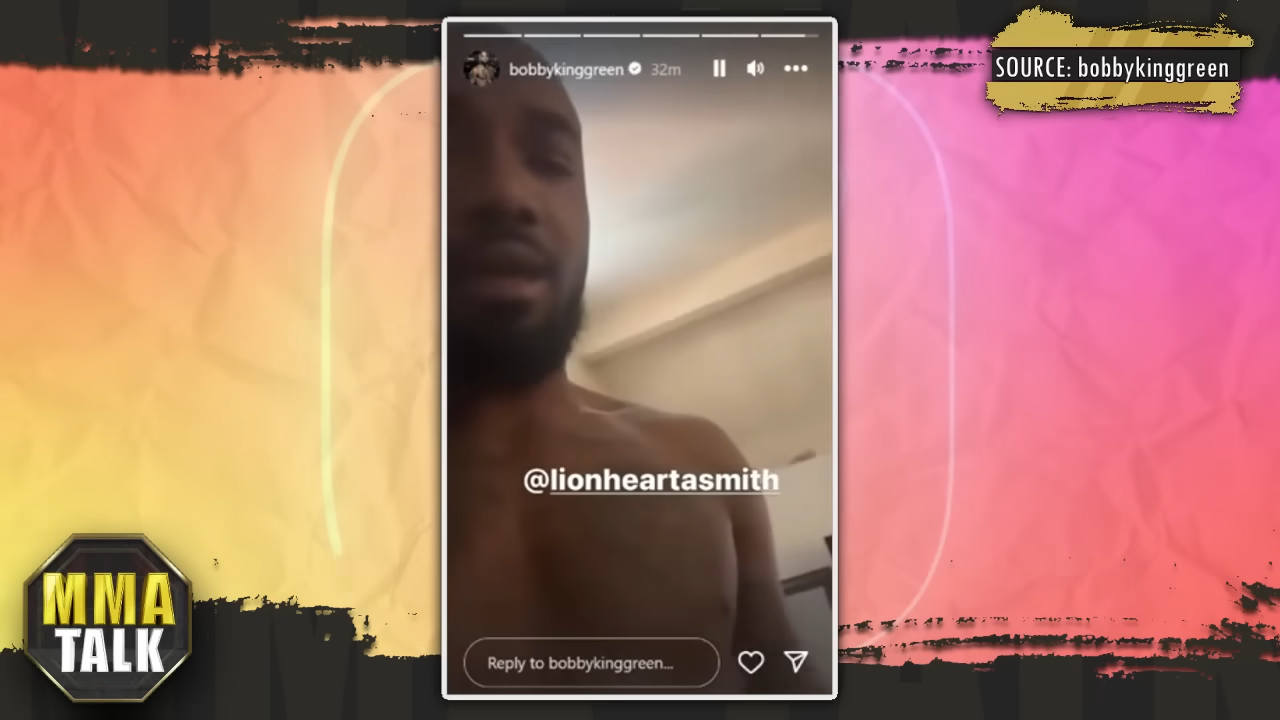 bobbykinggreen 32m
SOURCE: bobbykinggreen
@lionheartasmith
MMA
TALK
Reply to bobbykinggreen...